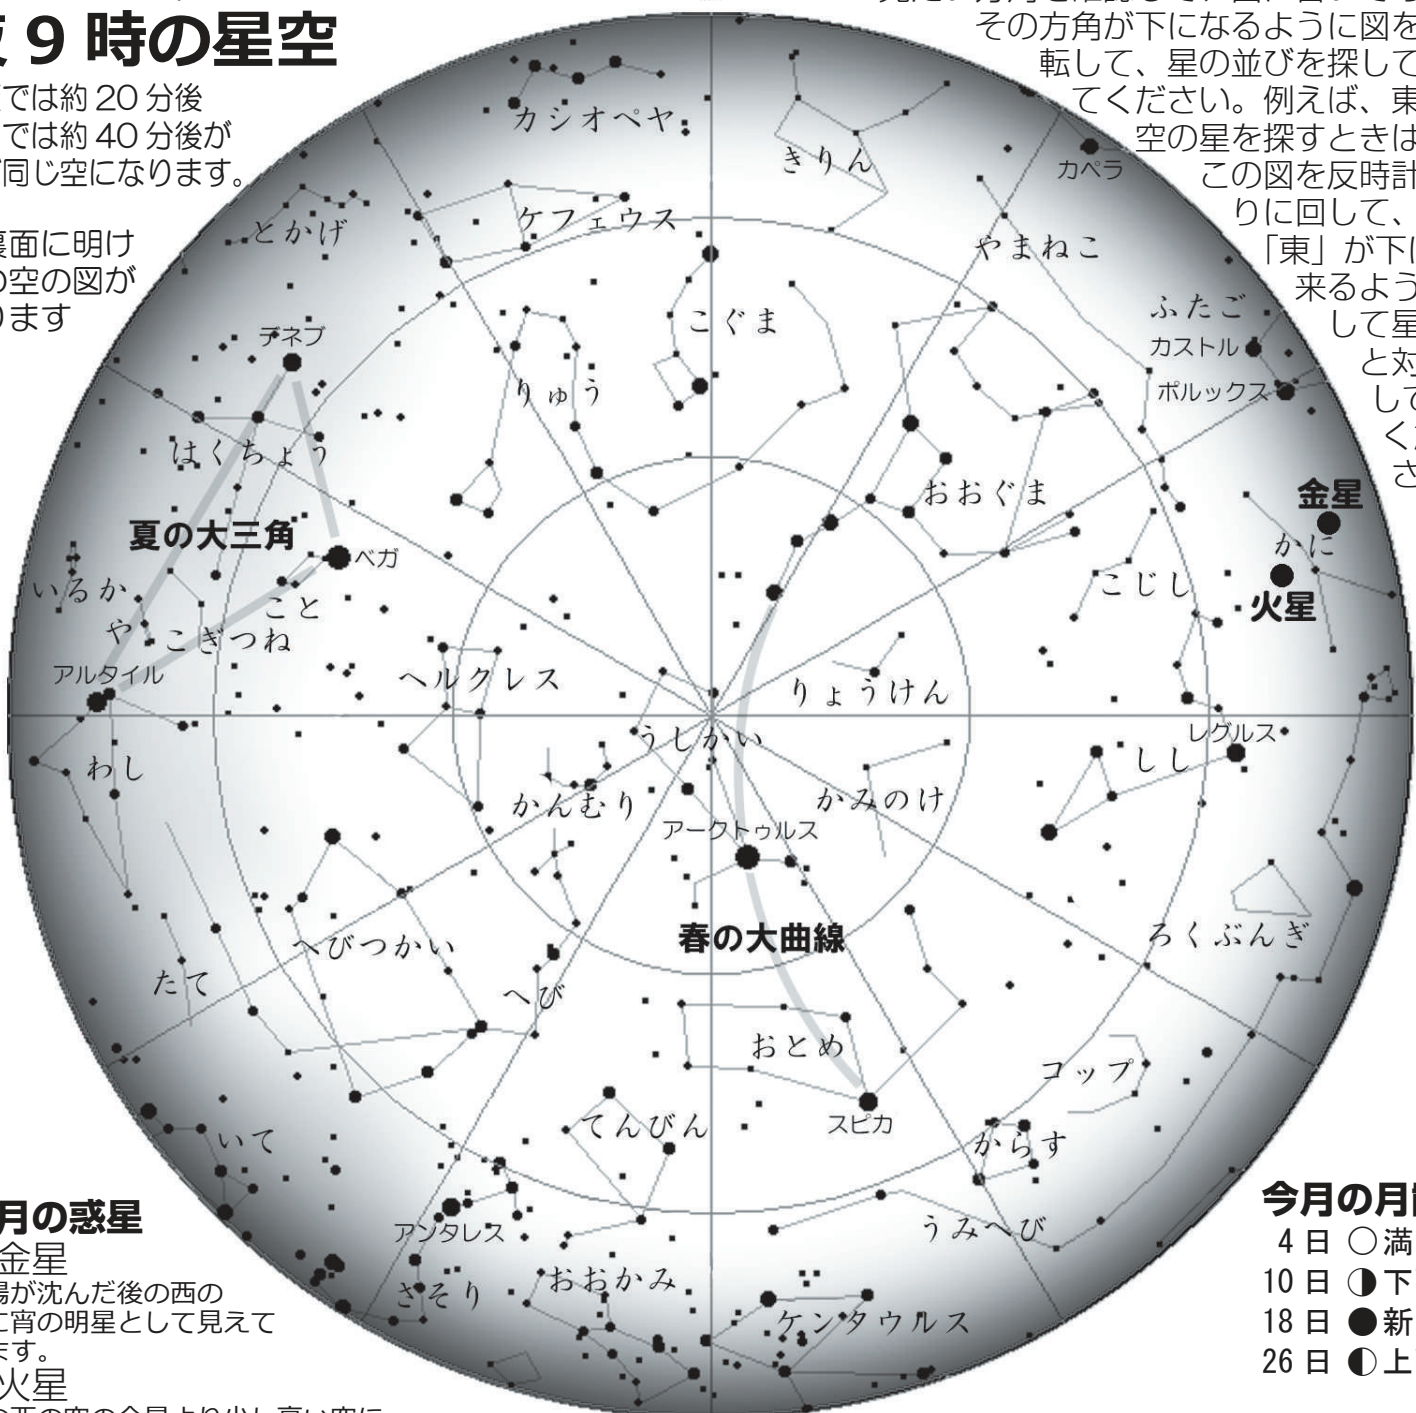 9時の星空
では約20分後
では約40分後が
同じ空になります。
裏面に明け
の空の図が
ります
その方角が下になるように図を
転して、星の並びを探して
てください。例えば、東
空の星を探すときは
この図を反時計
りに回して、
「東」が下に
来るよう
して星
と対
して
くだ
さ
カシオペヤ
きりん
カペラ
とかげ
ケフェウス
やまねこ
ふたご
カストル
ポルックス
デネブ
こぐま
りゅう
はくちょう
おおぐま
金星
かに
火星
夏の大三角
ベガ
いるか
こと
や
こぎつね
こじし
アルタイル
ヘルクレス
りょうけん
うしかい
レグルス
わし
しし
かんむり
かみのけ
アークトゥルス
春の大曲線
へびつかい
ろくぶんぎ
たて
へび
おとめ
コップ
スピカ
てんびん
からす
いて
アンタレス
うみへび
さそり
おおかみ
ケンタウルス
月の惑星
金星
陽が沈んだ後の西の
に宵の明星として見えて
ます。
火星
の西の空の金星より少し高い空に
今月の月
4日 ○満
10日 ◑下
18日 ●新
26日 ◐上